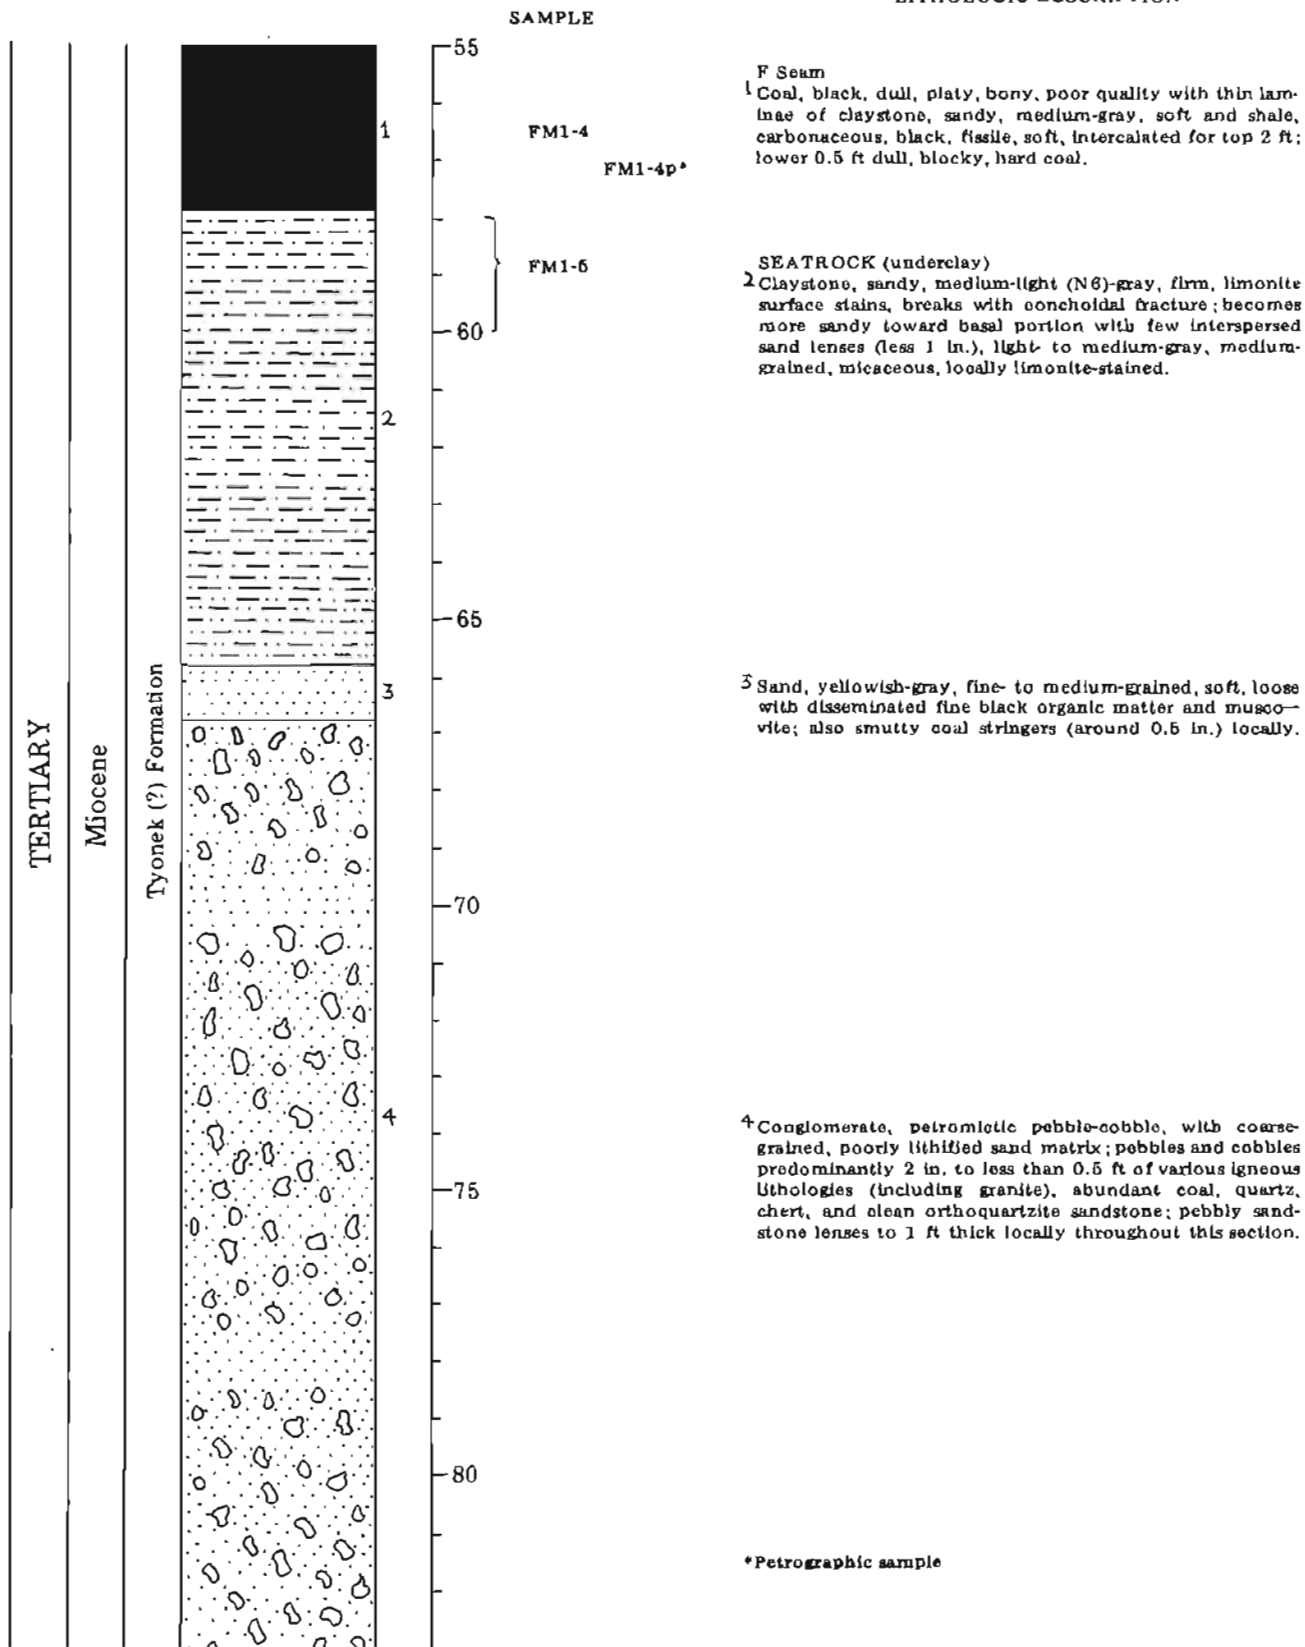 SAMPLE
55
F Seam
1 Coal, black, dull, platy, bony, poor quality with thin lam-
inae of claystone, sandy, medium-gray, soft and shale,
carbonaceous, black, fissile, soft, intercalated for top 2 ft;
lower 0.5 ft dull, blocky, hard coal.
1
FM1-4
FM1-4p*
SEATROCK (underclay)
2 Claystone, sandy, medium-light (N6)-gray, firm, limonite
surface stains, breaks with conchoidal fracture; becomes
more sandy toward basal portion with few interspersed
sand lenses (less 1 in.), light- to medium-gray, medium-
grained, micaceous, locally limonite-stained.
FM1-5
60
2
65
3 Sand, yellowish-gray, fine- to medium-grained, soft, loose
with disseminated fine black organic matter and musco-
vite; also smutty coal stringers (around 0.5 in.) locally.
3
TERTIARY
Miocene
Tyonek (?) Formation
70
4 Conglomerate, petromictic pebble-cobble, with coarse-
grained, poorly lithified sand matrix; pebbles and cobbles
predominantly 2 in. to less than 0.5 ft of various igneous
lithologies (including granite), abundant coal, quartz,
chert, and clean orthoquartzite sandstone; pebbly sand-
stone lenses to 1 ft thick locally throughout this section.
4
75
80
*Petrographic sample